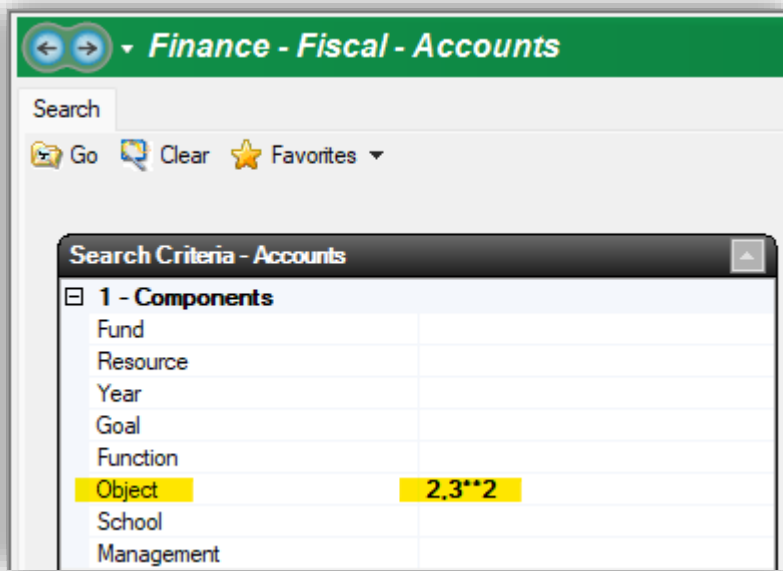 Finance - Fiscal - Accounts
Search
Go Clear Favorites
Search Criteria - Accounts
1 - Components
Fund
Resource
Year
Goal
Function
Object 2,3**2
School
Management